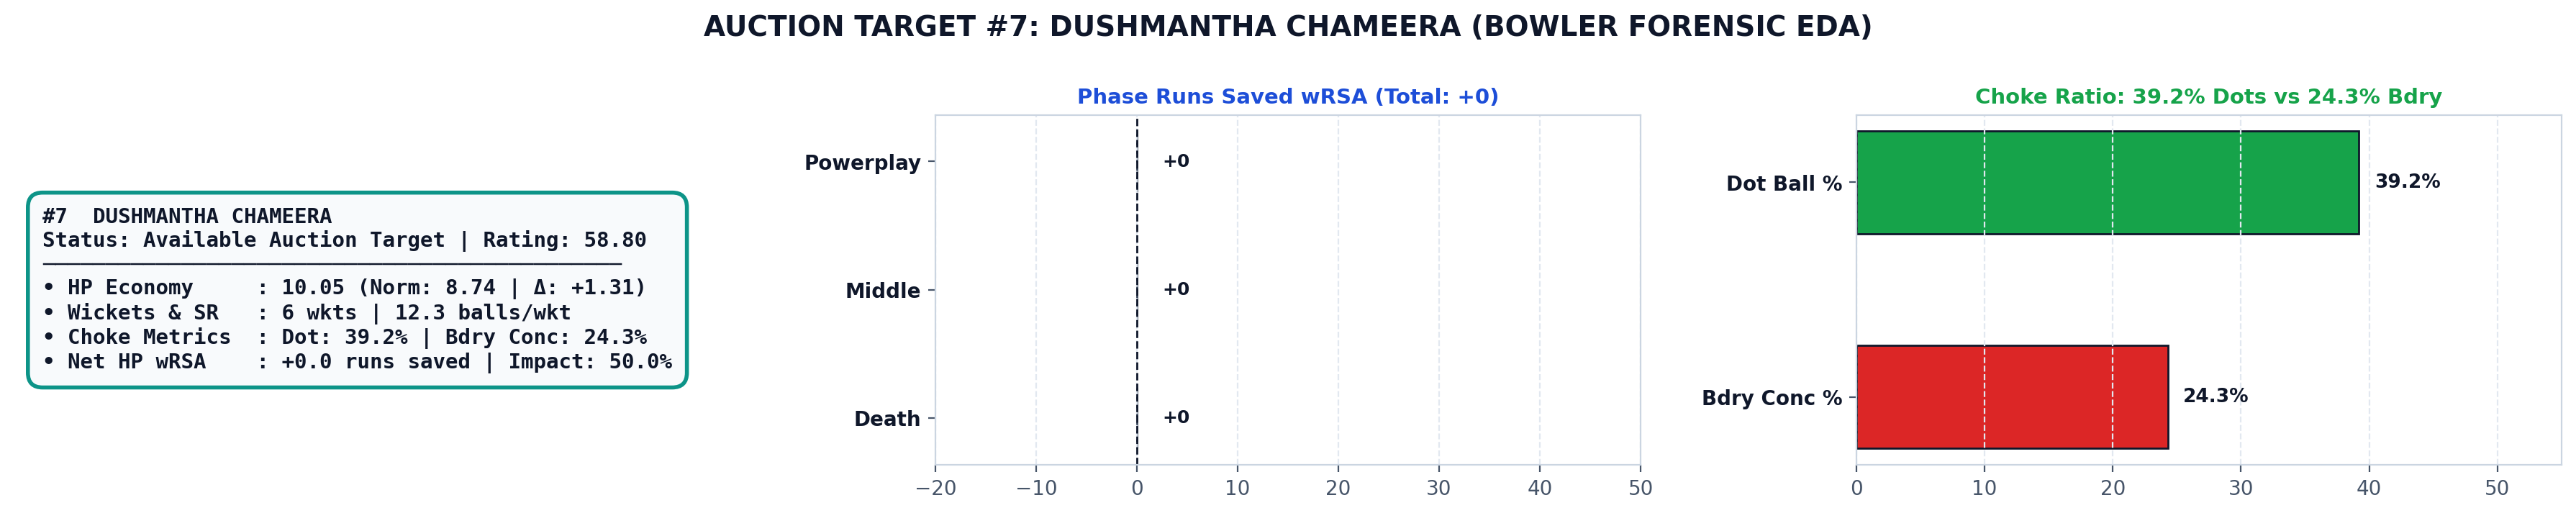 AUCTION TARGET #7: DUSHMANTHA CHAMEERA (BOWLER FORENSIC EDA)
#7  DUSHMANTHA CHAMEERA
Status: Available Auction Target | Rating: 58.80
• HP Economy     : 10.05 (Norm: 8.74 | Δ: +1.31)
• Wickets & SR   : 6 wkts | 12.3 balls/wkt
• Choke Metrics  : Dot: 39.2% | Bdry Conc: 24.3%
• Net HP wRSA    : +0.0 runs saved | Impact: 50.0%
Phase Runs Saved wRSA (Total: +0)
Powerplay +0
Middle +0
Death +0
−20 −10 0 10 20 30 40 50
Choke Ratio: 39.2% Dots vs 24.3% Bdry
Dot Ball % 39.2%
Bdry Conc % 24.3%
0 10 20 30 40 50